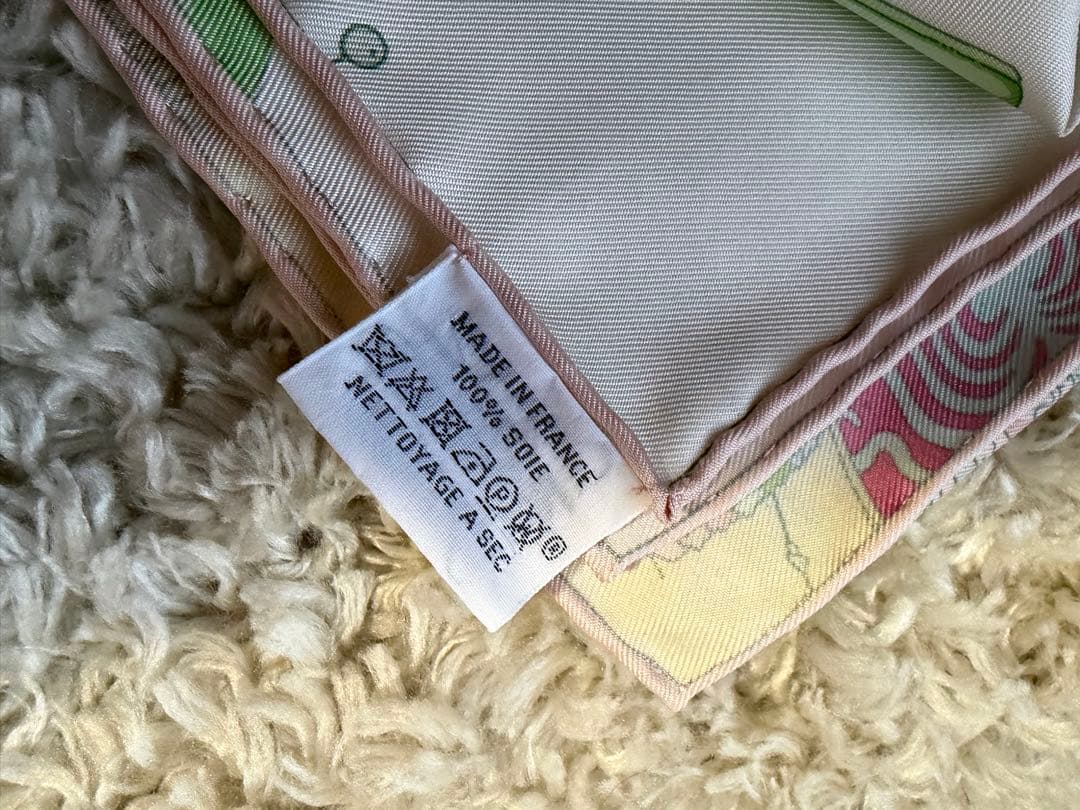 MADE IN FRANCE
100% SOIE
P
NETTOYAGE A SEC